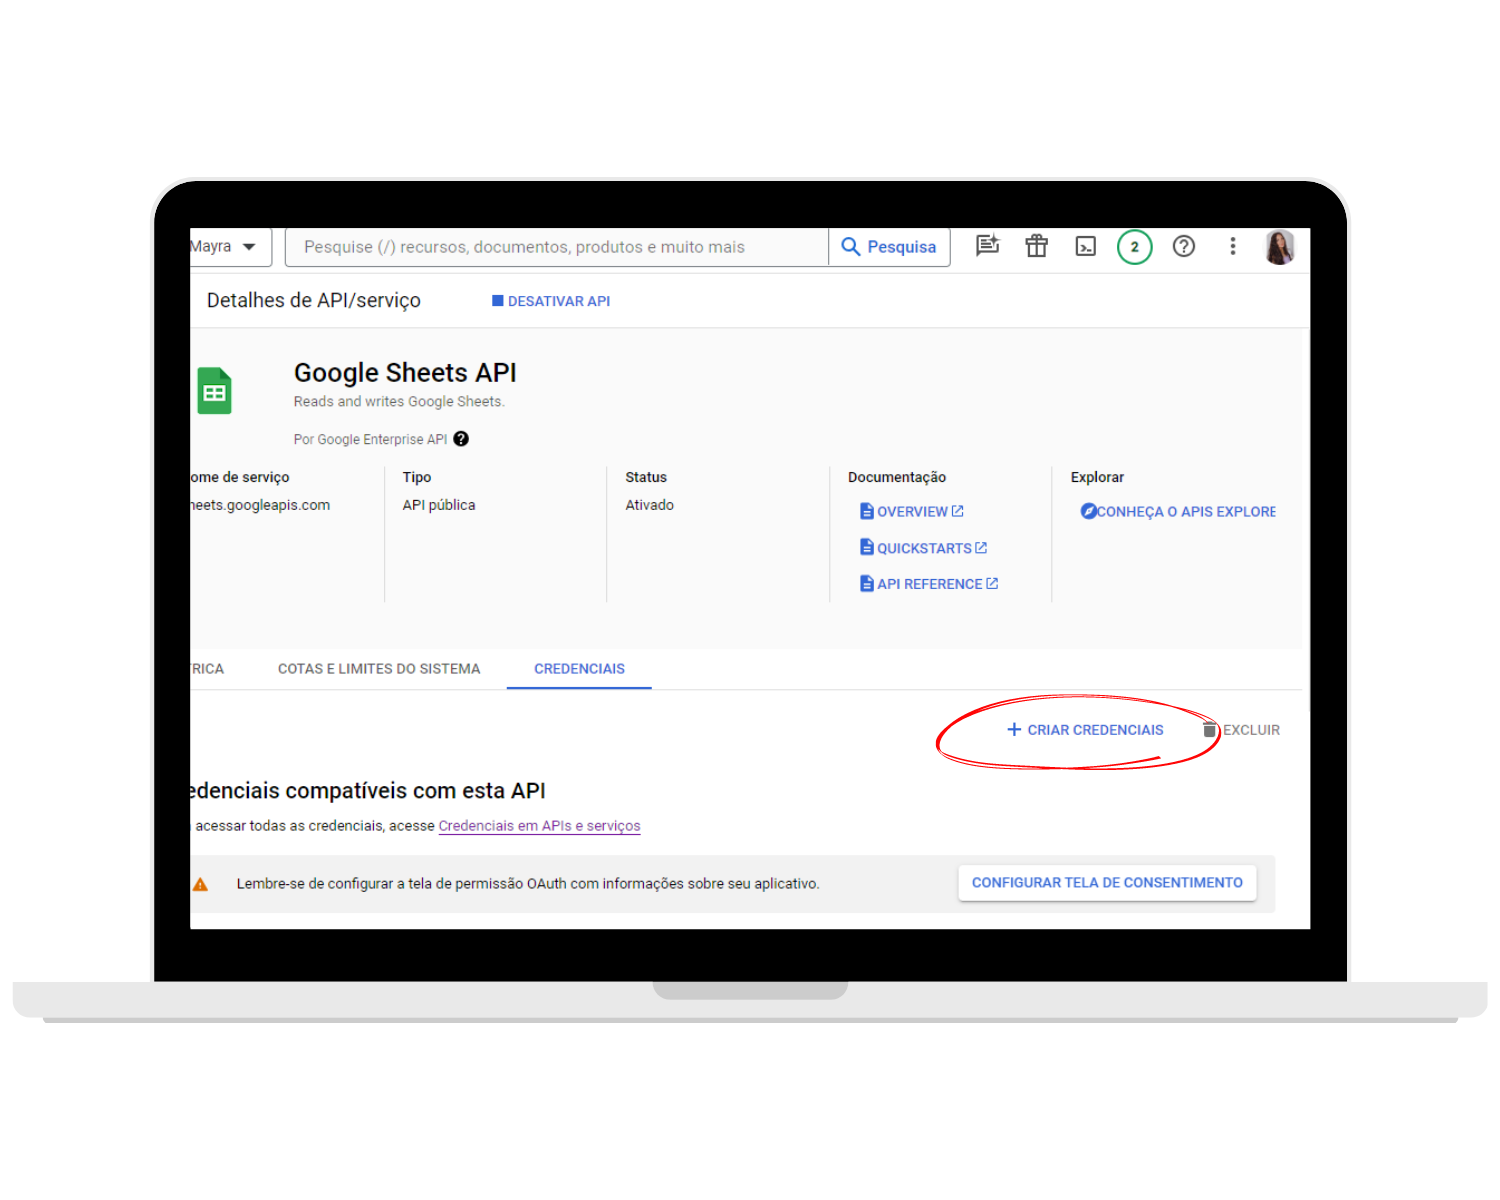 Mayra
Pesquise (/) recursos, documentos, produtos e muito mais
Pesquisa
2
Detalhes de API/serviço
DESATIVAR API
Google Sheets API
Reads and writes Google Sheets.
Por Google Enterprise API
ome de serviço
Tipo
Status
Documentação
Explorar
heets.googleapis.com
API pública
Ativado
OVERVIEW
CONHEÇA O APIS EXPLORE
QUICKSTARTS
API REFERENCE
RICA
COTAS E LIMITES DO SISTEMA
CREDENCIAIS
+ CRIAR CREDENCIAIS
EXCLUIR
edenciais compatíveis com esta API
acessar todas as credenciais, acesse Credenciais em APIs e serviços
Lembre-se de configurar a tela de permissão OAuth com informações sobre seu aplicativo.
CONFIGURAR TELA DE CONSENTIMENTO